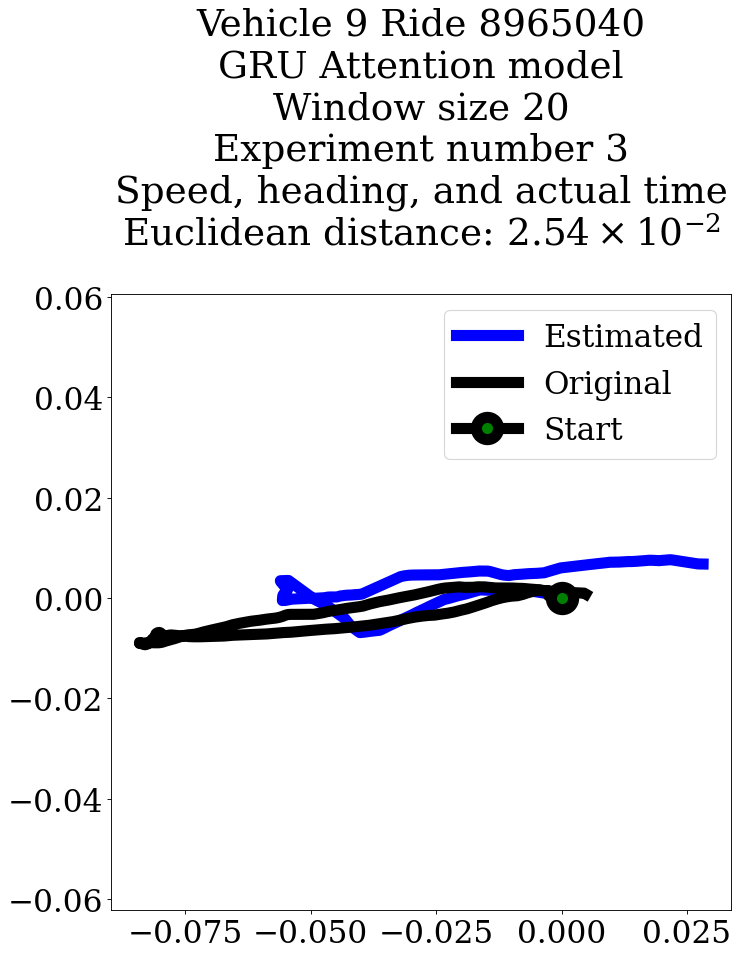 Vehicle 9 Ride 8965040
GRU Attention model
Window size 20
Experiment number 3
Speed, heading, and actual time
Euclidean distance: 2.54 × 10⁻²
Estimated
Original
Start
0.06
0.04
0.02
0.00
−0.02
−0.04
−0.06
−0.075 −0.050 −0.025 0.000 0.025